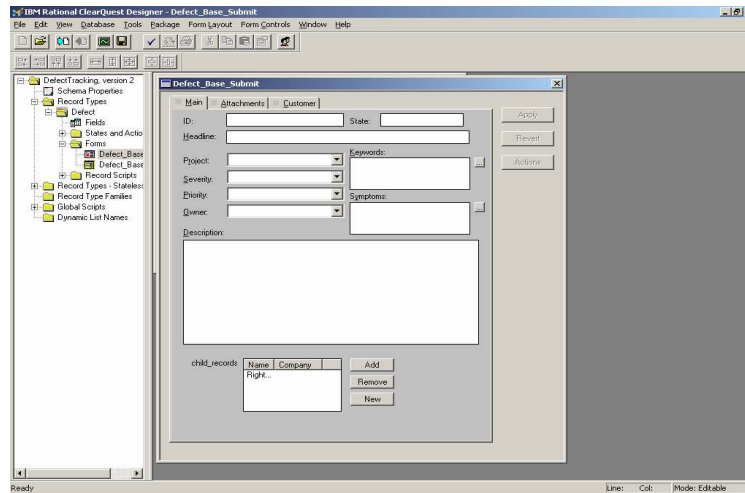 IBM Rational ClearQuest Designer - Defect_Base_Submit
File Edit View Database Tools Package Form Layout Form Controls Window Help
DefectTracking, version 2
Schema Properties
Record Types
Defect
Fields
States and Actio
Forms
Defect_Base
Defect_Base
Record Scripts
Record Types - Stateless
Record Type Families
Global Scripts
Dynamic List Names
Defect_Base_Submit
Main Attachments Customer
ID: State:
Headline:
Project:
Severity:
Priority:
Owner:
Keywords:
...
Symptoms:
...
Description:
child_records
Name Company
Right...
Add
Remove
New
Apply
Revert
Actions
Ready
Line: Col: Mode: Editable